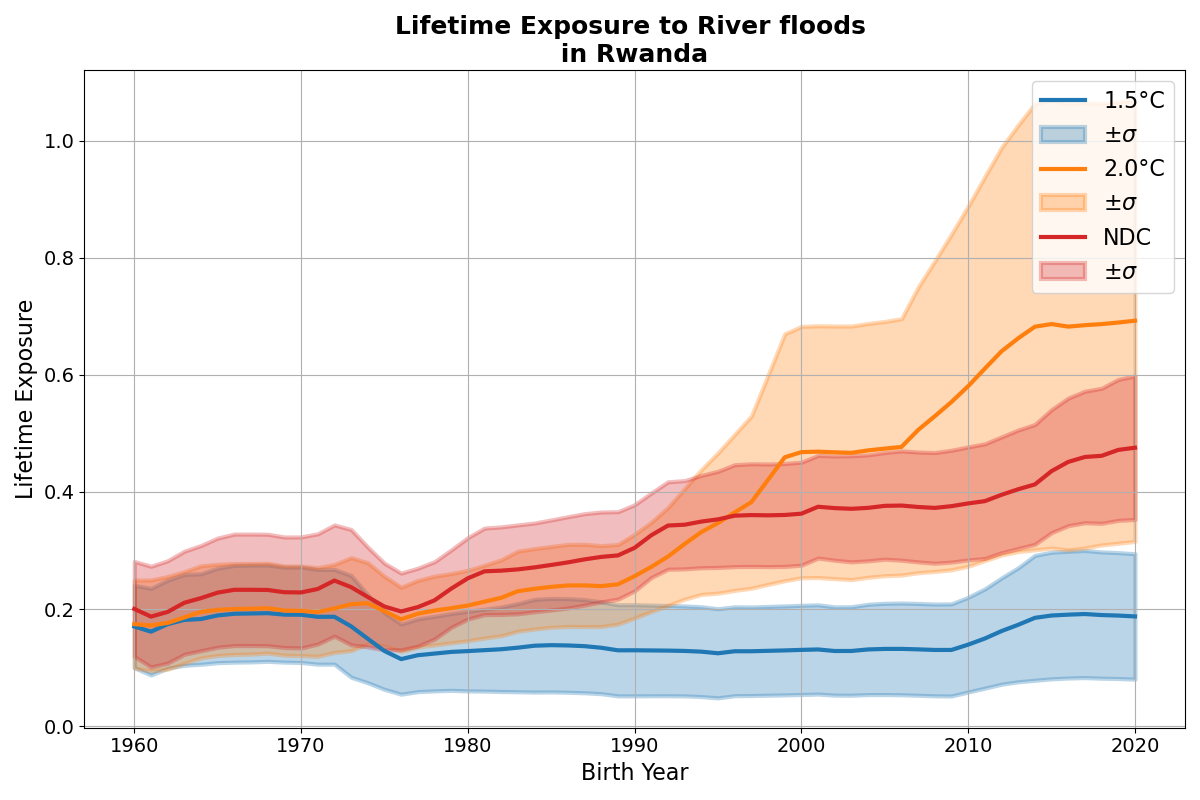 Lifetime Exposure to River floods
in Rwanda
1.5°C
±σ
2.0°C
±σ
NDC
±σ
Lifetime Exposure
1.0
0.8
0.6
0.4
0.2
0.0
1960 1970 1980 1990 2000 2010 2020
Birth Year